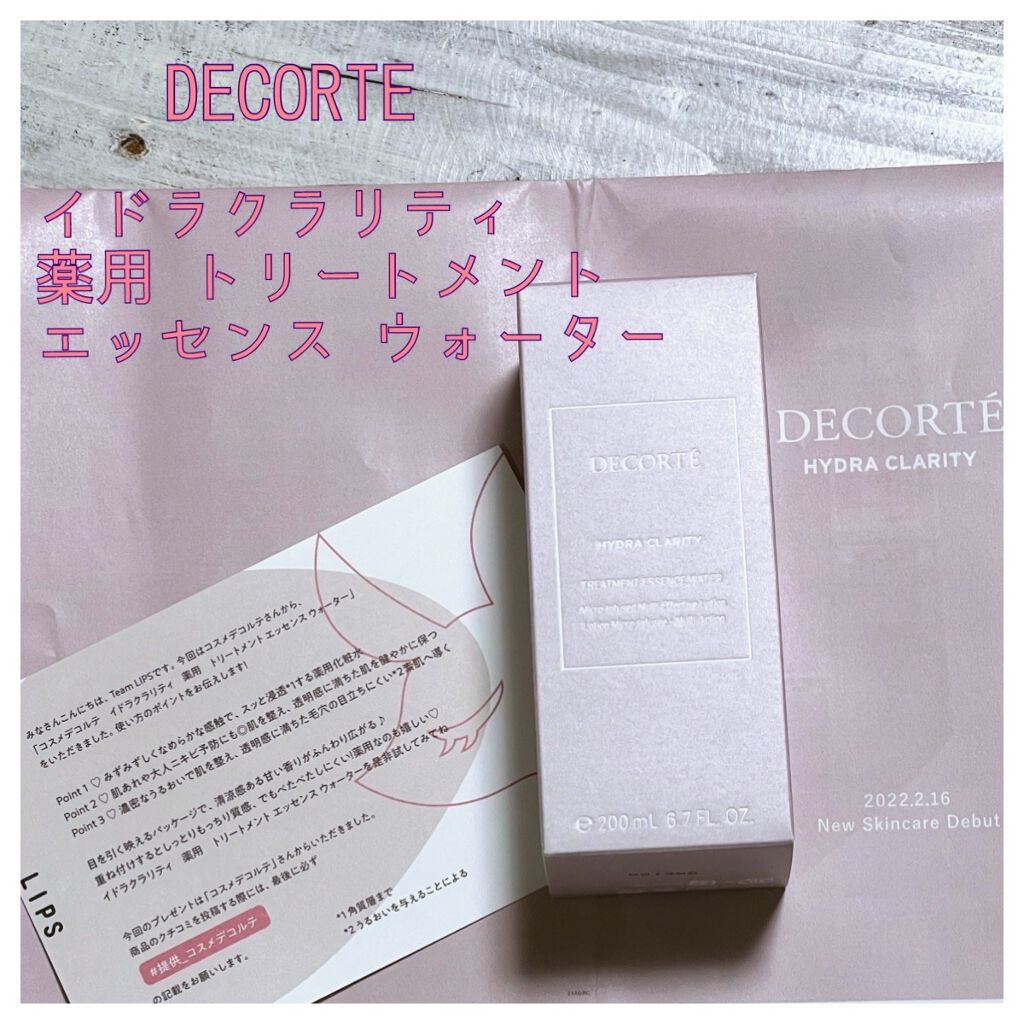 DECORTE
イドラクラリティ
薬用 トリートメント
エッセンス ウォーター
DECORTÉ
HYDRA CLARITY
2022.2.16
New Skincare Debut
DECORTÉ
HYDRA CLARITY
TREATMENT ESSENCE WATER
℮ 200 mL 6.7 FL. OZ.
みなさんこんにちは、Team LIPSです。今回はコスメデコルテさんから、
「コスメデコルテ イドラクラリティ 薬用 トリートメント エッセンス ウォーター」
をいただきました。使い方のポイントをお伝えします!
Point 1 ♡ みずみずしくなめらかな感触で、スッと浸透*1する薬用化粧水
Point 2 ♡ 肌あれや大人ニキビ予防にも◎肌を整え、透明感に満ちた肌を健やかに保つ
Point 3 ♡ 濃密なうるおいで肌を整え、透明感に満ちた毛穴の目立ちにくい*2素肌へ導く
目を引く映えるパッケージで、清涼感ある甘い香りがふんわり広がる♪
重ね付けするとしっとりもっちり質感、でもべたべたしにくい!薬用なのも嬉しい♡
イドラクラリティ 薬用 トリートメント エッセンス ウォーターを是非試してみてね
今回のプレゼントは「コスメデコルテ」さんからいただきました。
商品のクチコミを投稿する際には、最後に必ず
#提供_コスメデコルテ
の記載をお願いします。
*1 角質層まで
*2 うるおいを与えることによる
LIPS